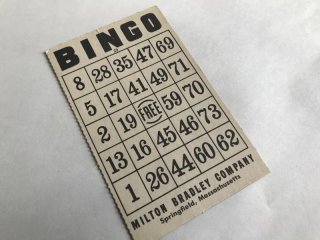 BINGO
8 28 35 47 69
5 17 41 49 71
2 19 FREE 59 70
13 16 45 46 73
1 26 44 60 62
MILTON BRADLEY COMPANY
Springfield, Massachusetts